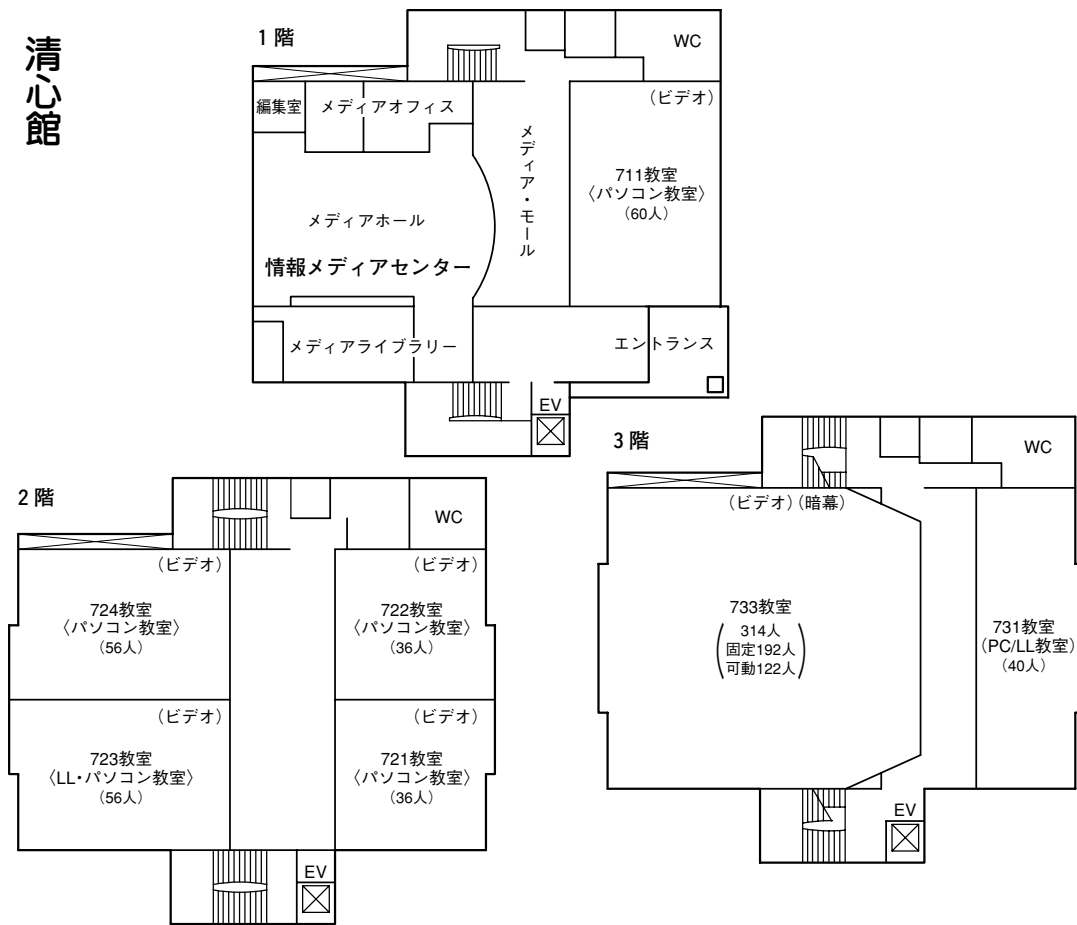 清心館
1階
WC
編集室
メディアオフィス
（ビデオ）
メディア・モール
711教室
〈パソコン教室〉
（60人）
メディアホール
情報メディアセンター
メディアライブラリー
エントランス
EV
2階
WC
（ビデオ）
724教室
〈パソコン教室〉
（56人）
（ビデオ）
722教室
〈パソコン教室〉
（36人）
（ビデオ）
723教室
〈LL・パソコン教室〉
（56人）
（ビデオ）
721教室
〈パソコン教室〉
（36人）
EV
3階
WC
（ビデオ）（暗幕）
733教室
314人
固定192人
可動122人
731教室
（PC/LL教室）
（40人）
EV